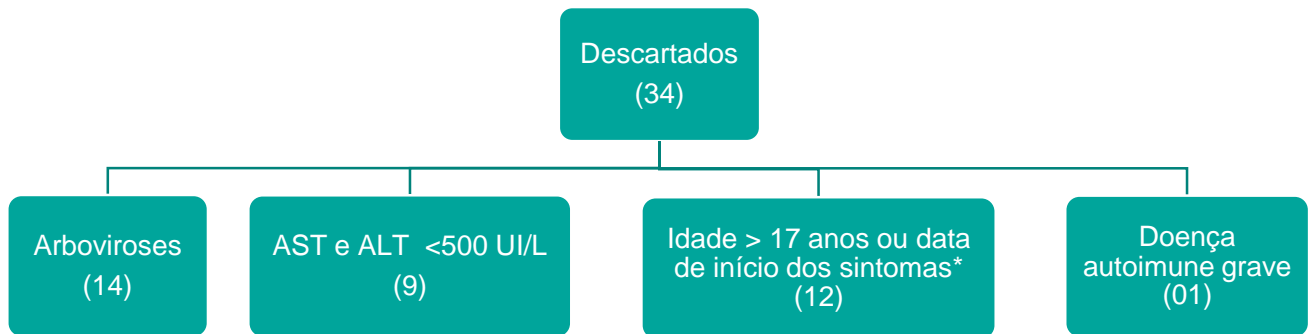 Descartados
(34)
Arboviroses
(14)
AST e ALT <500 UI/L
(9)
Idade > 17 anos ou data
de início dos sintomas*
(12)
Doença
autoimune grave
(01)